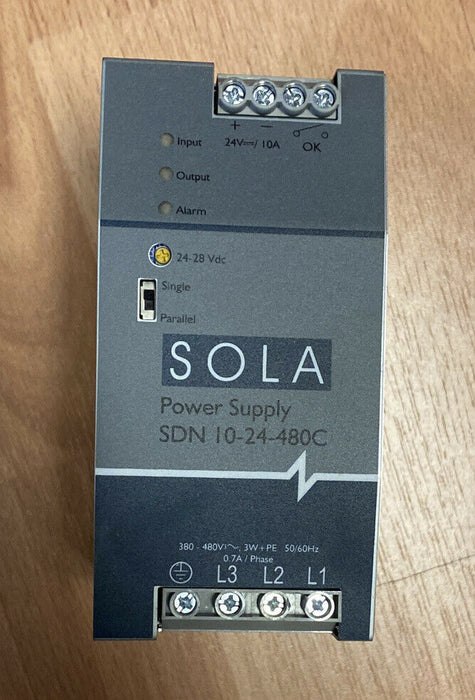 + −
24V⎓/ 10A OK
Input
Output
Alarm
24-28 Vdc
Single
Parallel
SOLA
Power Supply
SDN 10-24-480C
380 - 480V~, 3W+PE 50/60Hz
0.7A / Phase
L3 L2 L1